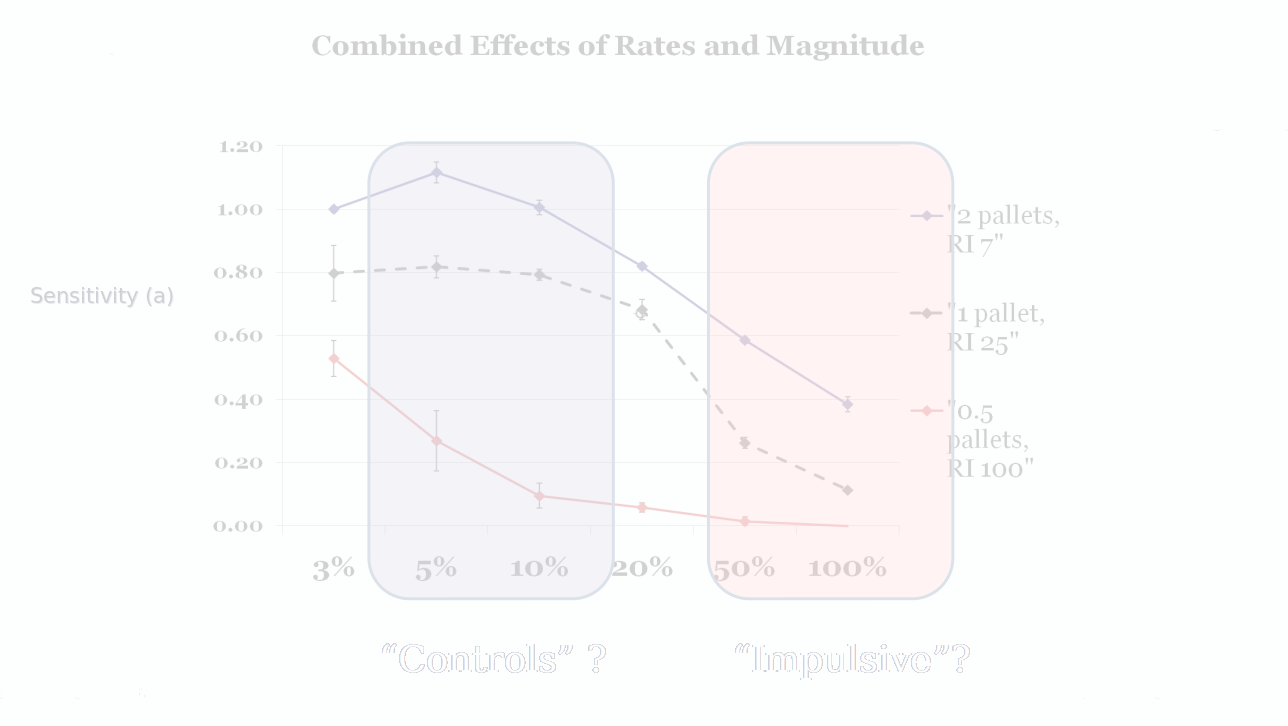 Combined Effects of Rates and Magnitude
1.20
1.00
0.80
0.60
0.40
0.20
0.00
Sensitivity (a)
3% 5% 10% 20% 50% 100%
"2 pallets,
RI 7"
"1 pallet,
RI 25"
"0.5
pallets,
RI 100"
“Controls” ? “Impulsive”?